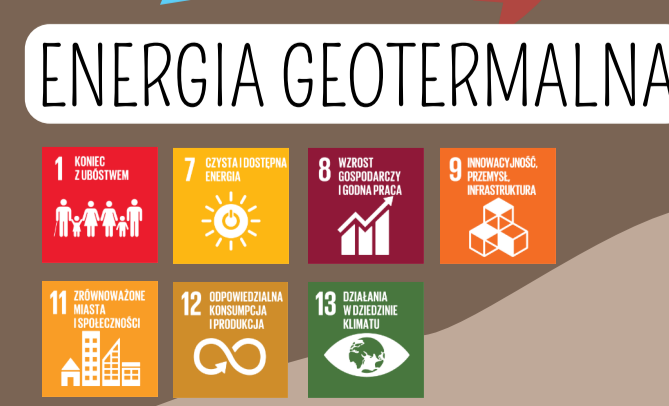 ENERGIA GEOTERMALNA
1 KONIEC
Z UBÓSTWEM
7 CZYSTA I DOSTĘPNA
ENERGIA
8 WZROST
GOSPODARCZY
I GODNA PRACA
9 INNOWACYJNOŚĆ,
PRZEMYSŁ,
INFRASTRUKTURA
11 ZRÓWNOWAŻONE
MIASTA
I SPOŁECZNOŚCI
12 ODPOWIEDZIALNA
KONSUMPCJA
I PRODUKCJA
13 DZIAŁANIA
W DZIEDZINIE
KLIMATU